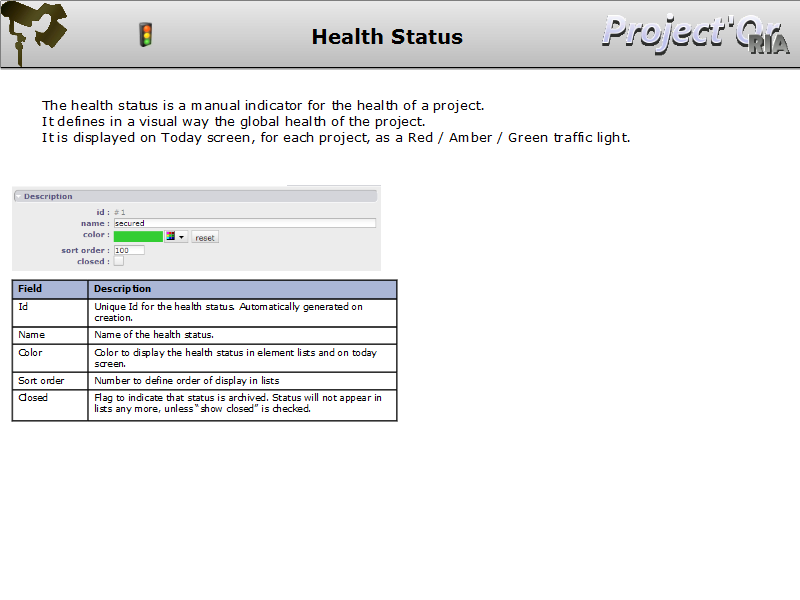 Health Status
Project'Or
RIA
The health status is a manual indicator for the health of a project.
It defines in a visual way the global health of the project.
It is displayed on Today screen, for each project, as a Red / Amber / Green traffic light.
Description
id : # 1
name : secured
color : reset
sort order : 100
closed :
Field Description
Id Unique Id for the health status. Automatically generated on
creation.
Name Name of the health status.
Color Color to display the health status in element lists and on today
screen.
Sort order Number to define order of display in lists
Closed Flag to indicate that status is archived. Status will not appear in
lists any more, unless “show closed” is checked.